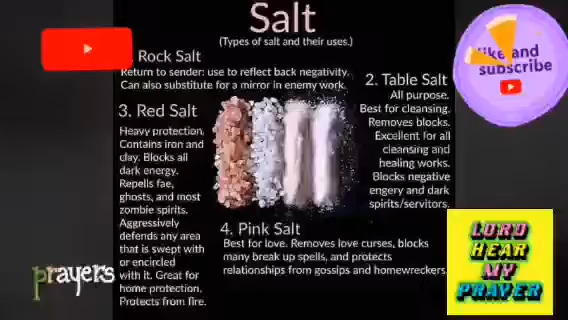 Salt
(Types of salt and their uses.)
Rock Salt
Return to sender: use to reflect back negativity.
Can also substitute for a mirror in enemy work.
2. Table Salt
All purpose.
Best for cleansing.
Removes blocks.
Excellent for all
cleansing and
healing works.
Blocks negative
engery and dark
spirits/servitors.
3. Red Salt
Heavy protection.
Contains iron and
clay. Blocks all
dark energy.
Repells fae,
ghosts, and most
zombie spirits.
Aggressively
defends any area
that is swept with
or encircled
with it. Great for
home protection.
Protects from fire.
4. Pink Salt
Best for love. Removes love curses, blocks
many break up spells, and protects
relationships from gossips and homewreckers.
like and
subscribe
prayers
LORD
HEAR
MY
PRAYER